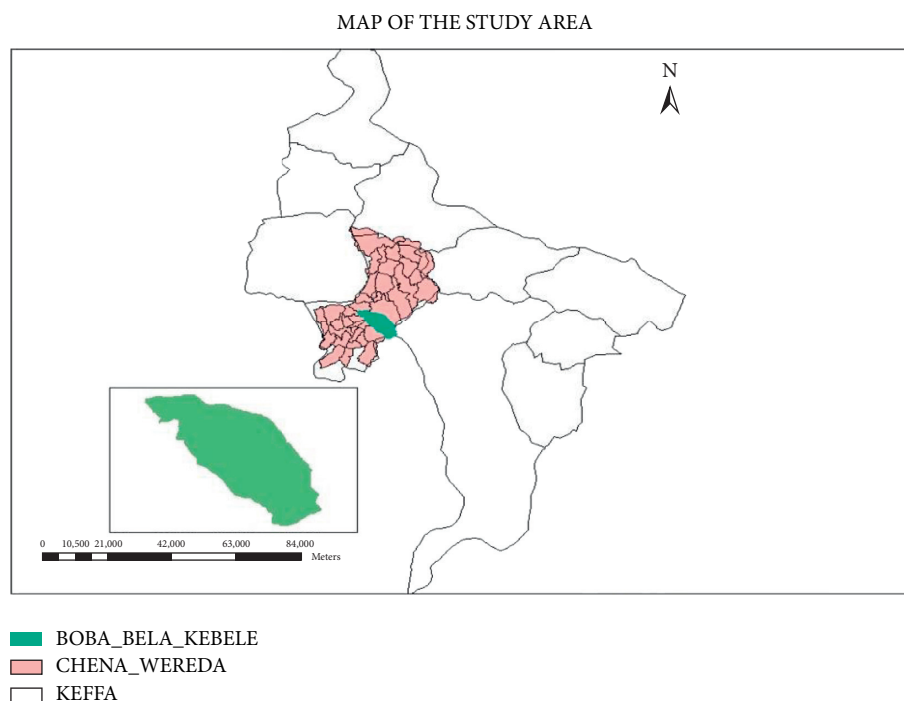 MAP OF THE STUDY AREA
N
0 10,500 21,000 42,000 63,000 84,000
Meters
BOBA_BELA_KEBELE
CHENA_WEREDA
KEFFA